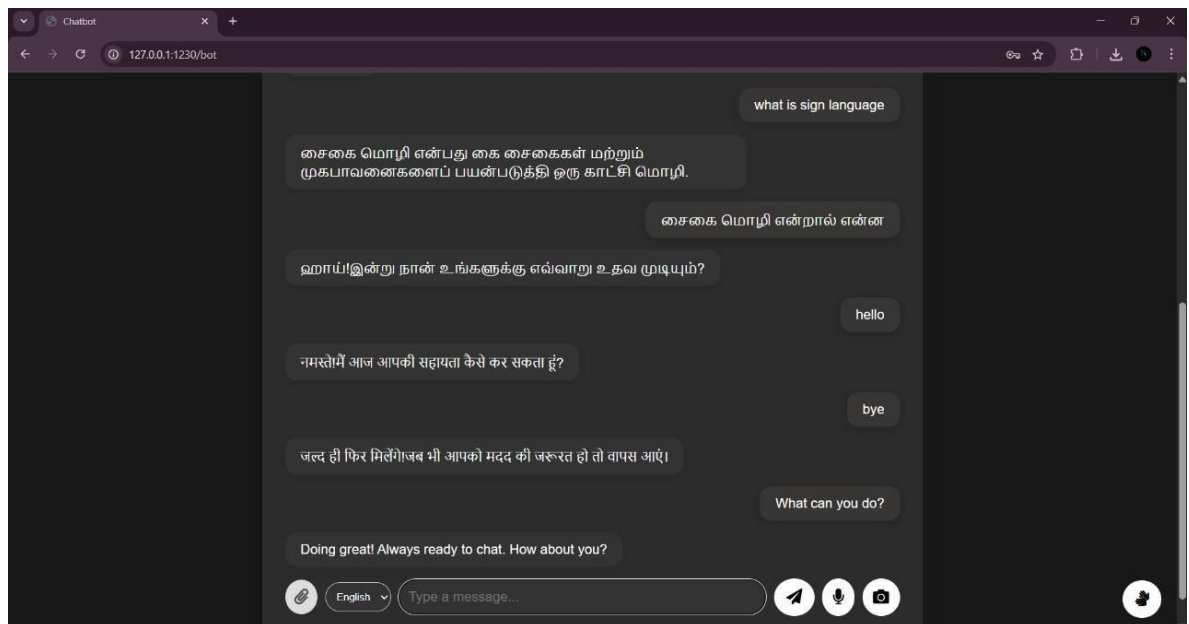 Chatbot
127.0.0.1:1230/bot
what is sign language
சைகை மொழி என்பது கை சைகைகள் மற்றும்
முகபாவனைகளைப் பயன்படுத்தி ஒரு காட்சி மொழி.
சைகை மொழி என்றால் என்ன
ஹாய்!இன்று நான் உங்களுக்கு எவ்வாறு உதவ முடியும்?
hello
नमस्ते!मैं आज आपकी सहायता कैसे कर सकता हूं?
bye
जल्द ही फिर मिलेंगे!जब भी आपको मदद की जरूरत हो तो वापस आएं।
What can you do?
Doing great! Always ready to chat. How about you?
English
Type a message...